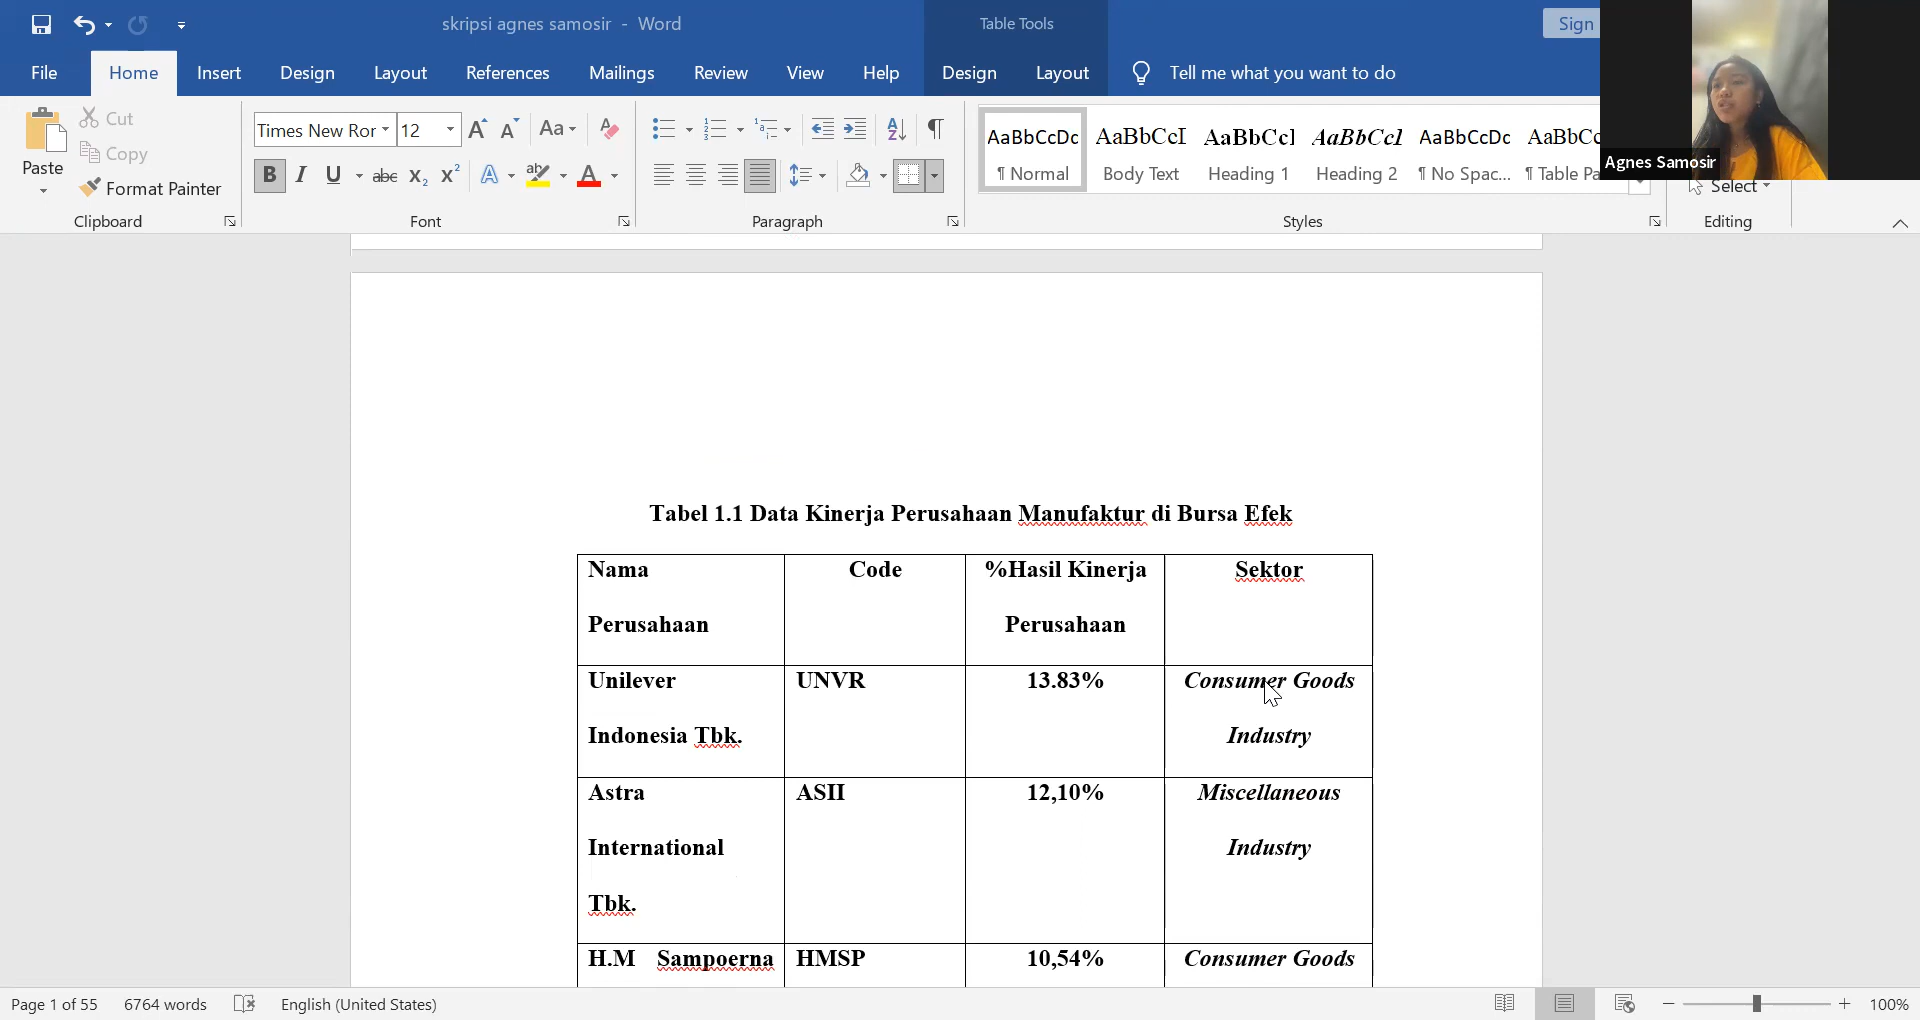 skripsi agnes samosir - Word
Table Tools
Sign
File Home Insert Design Layout References Mailings Review View Help Design Layout Tell me what you want to do
Paste
Cut
Copy
Format Painter
Clipboard
Times New Ror 12
Aa
B I U abc X2 X2 A ab A
Font
Paragraph
AaBbCcDc AaBbCcI AaBbCcl AaBbCcl AaBbCcDc AaBbCc
¶ Normal Body Text Heading 1 Heading 2 ¶ No Spac... ¶ Table Pa
Styles
Agnes Samosir
Select
Editing
Tabel 1.1 Data Kinerja Perusahaan Manufaktur di Bursa Efek
Nama Perusahaan
Code
%Hasil Kinerja Perusahaan
Sektor
Unilever Indonesia Tbk.
UNVR
13.83%
Consumer Goods Industry
Astra International Tbk.
ASII
12,10%
Miscellaneous Industry
H.M Sampoerna
HMSP
10,54%
Consumer Goods
Page 1 of 55 6764 words English (United States) 100%